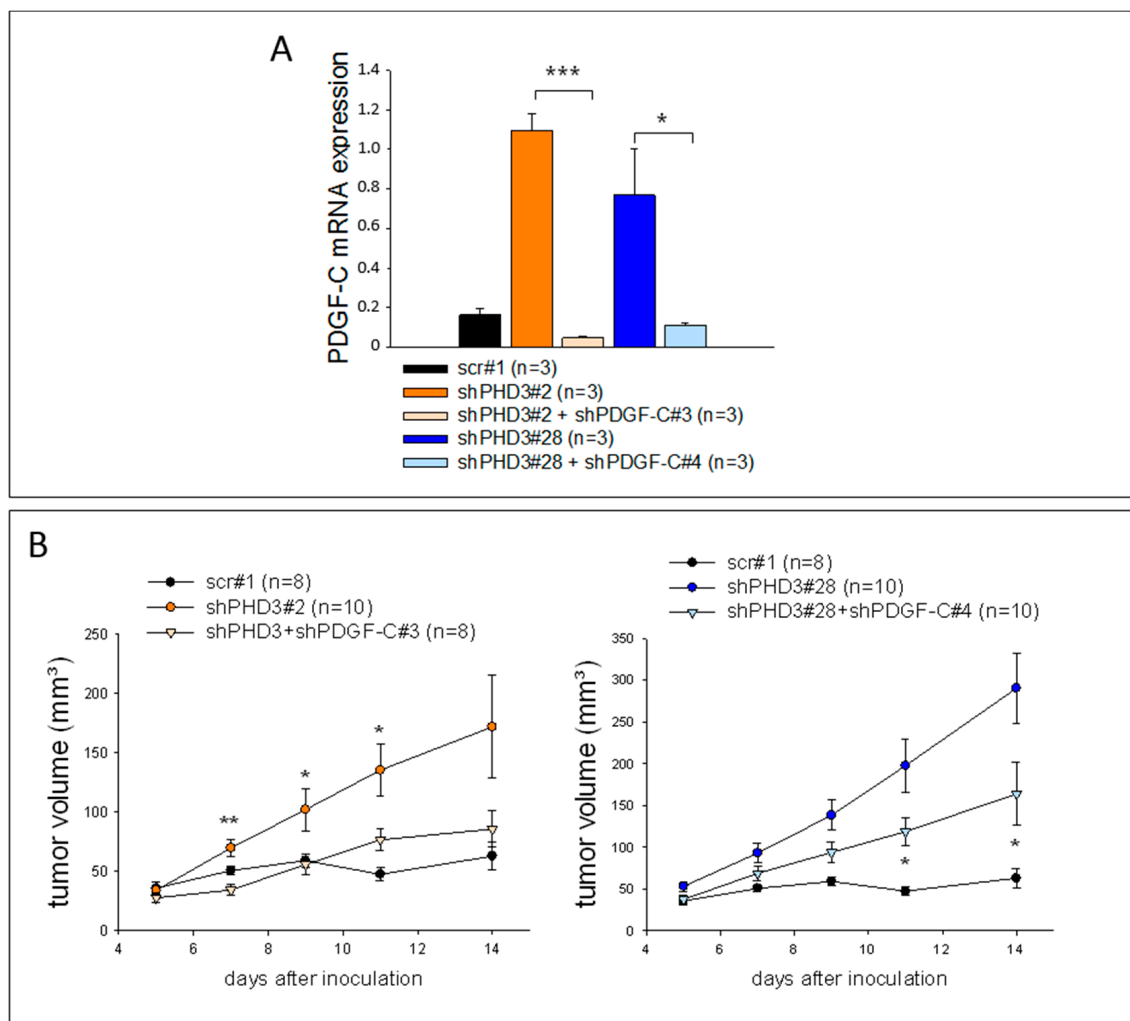 A
PDGF-C mRNA expression
1.4
1.2
1.0
0.8
0.6
0.4
0.2
0
***
*
scr#1 (n=3)
shPHD3#2 (n=3)
shPHD3#2 + shPDGF-C#3 (n=3)
shPHD3#28 (n=3)
shPHD3#28 + shPDGF-C#4 (n=3)
B
scr#1 (n=8)
shPHD3#2 (n=10)
shPHD3+shPDGF-C#3 (n=8)
tumor volume (mm³)
250
200
150
100
50
0
**
*
*
4 6 8 10 12 14
days after inoculation
scr#1 (n=8)
shPHD3#28 (n=10)
shPHD3#28+shPDGF-C#4 (n=10)
tumor volume (mm³)
350
300
250
200
150
100
50
0
*
*
4 6 8 10 12 14
days after inoculation